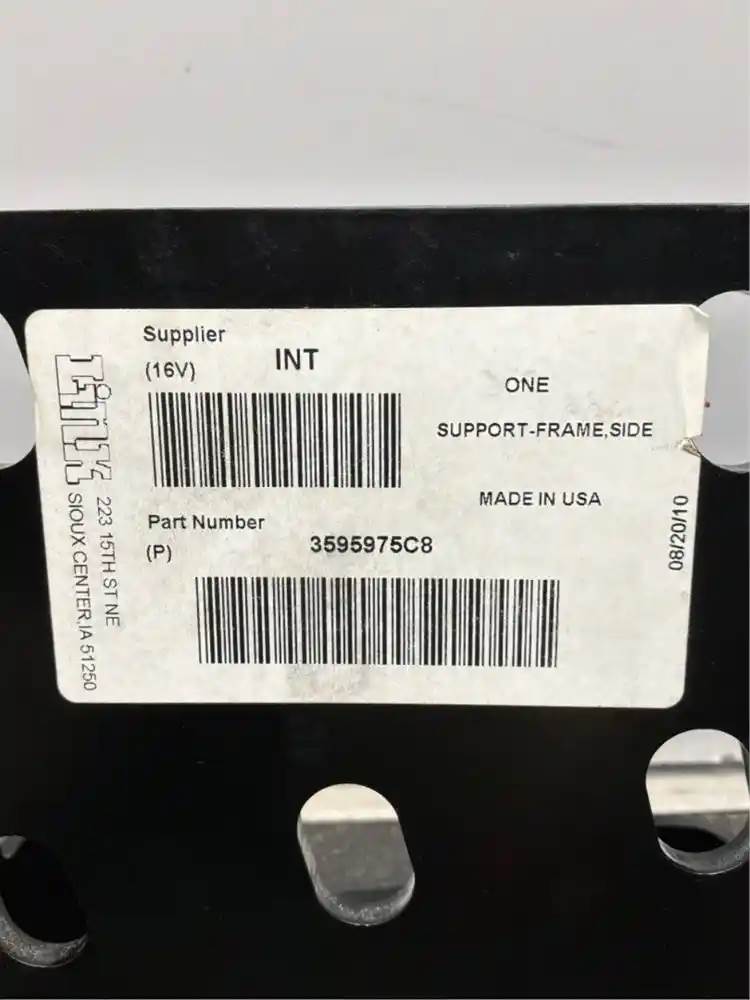 Link
223 15TH ST NE
SIOUX CENTER, IA 51250
Supplier
(16V) INT
Part Number
(P) 3595975C8
ONE
SUPPORT-FRAME,SIDE
MADE IN USA
08/20/10